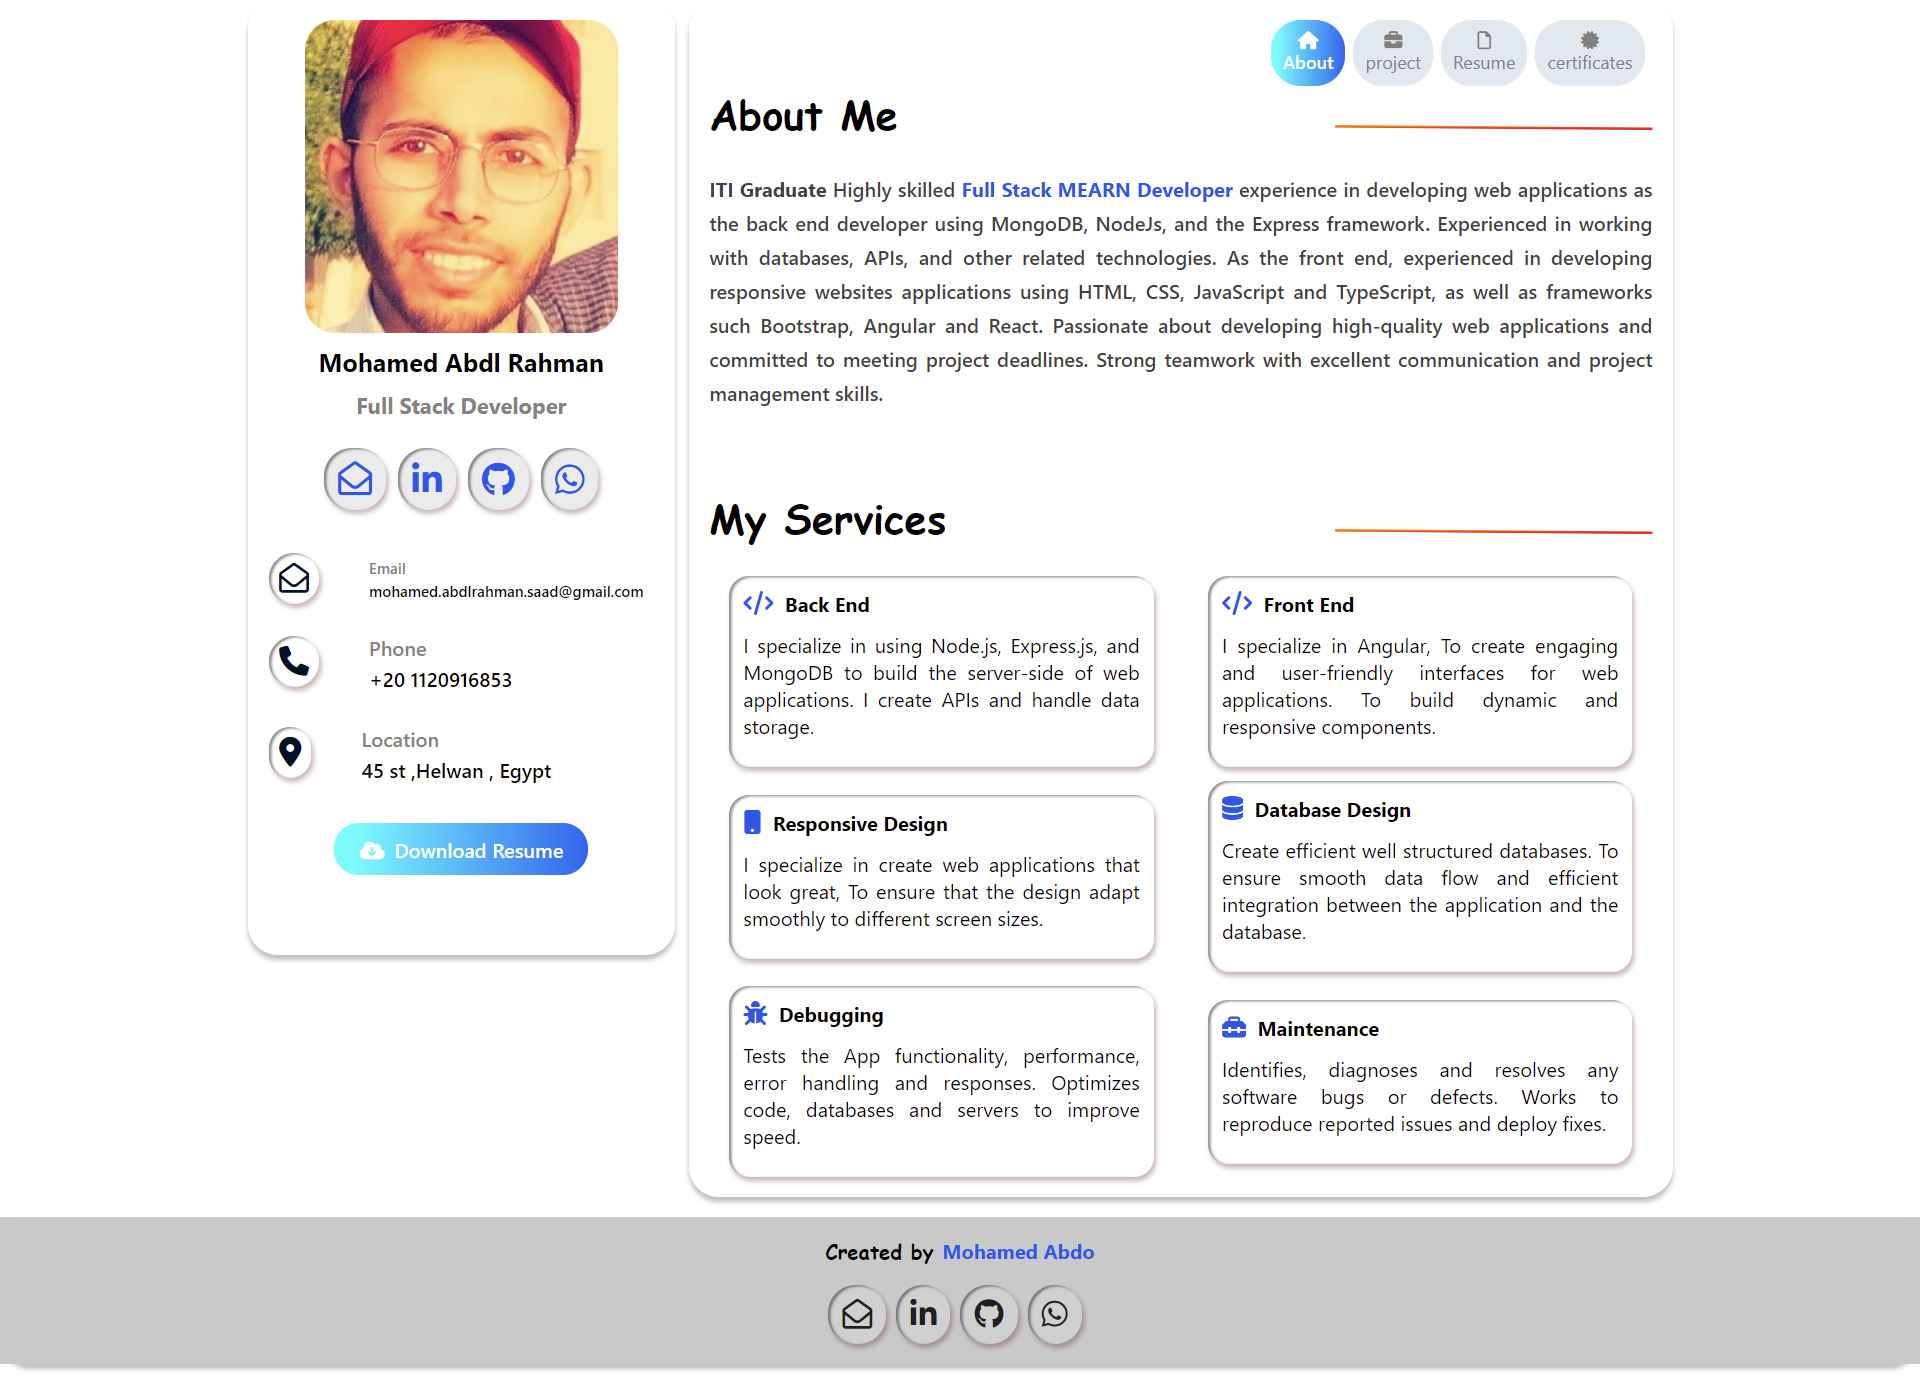 Mohamed Abdl Rahman
Full Stack Developer
Email
mohamed.abdlrahman.saad@gmail.com
Phone
+20 1120916853
Location
45 st ,Helwan , Egypt
Download Resume
About
project
Resume
certificates
About Me
ITI Graduate Highly skilled Full Stack MEARN Developer experience in developing web applications as
the back end developer using MongoDB, NodeJs, and the Express framework. Experienced in working
with databases, APIs, and other related technologies. As the front end, experienced in developing
responsive websites applications using HTML, CSS, JavaScript and TypeScript, as well as frameworks
such Bootstrap, Angular and React. Passionate about developing high-quality web applications and
committed to meeting project deadlines. Strong teamwork with excellent communication and project
management skills.
My Services
Back End
I specialize in using Node.js, Express.js, and
MongoDB to build the server-side of web
applications. I create APIs and handle data
storage.
Front End
I specialize in Angular, To create engaging
and user-friendly interfaces for web
applications. To build dynamic and
responsive components.
Responsive Design
I specialize in create web applications that
look great, To ensure that the design adapt
smoothly to different screen sizes.
Database Design
Create efficient well structured databases. To
ensure smooth data flow and efficient
integration between the application and the
database.
Debugging
Tests the App functionality, performance,
error handling and responses. Optimizes
code, databases and servers to improve
speed.
Maintenance
Identifies, diagnoses and resolves any
software bugs or defects. Works to
reproduce reported issues and deploy fixes.
Created by Mohamed Abdo